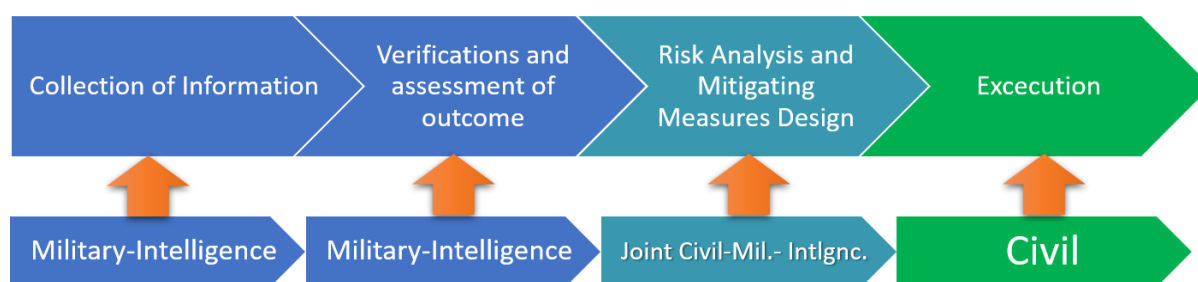 Collection of Information
Verifications and
assessment of
outcome
Risk Analysis and
Mitigating
Measures Design
Excecution
Military-Intelligence
Military-Intelligence
Joint Civil-Mil.- Intlgnc.
Civil